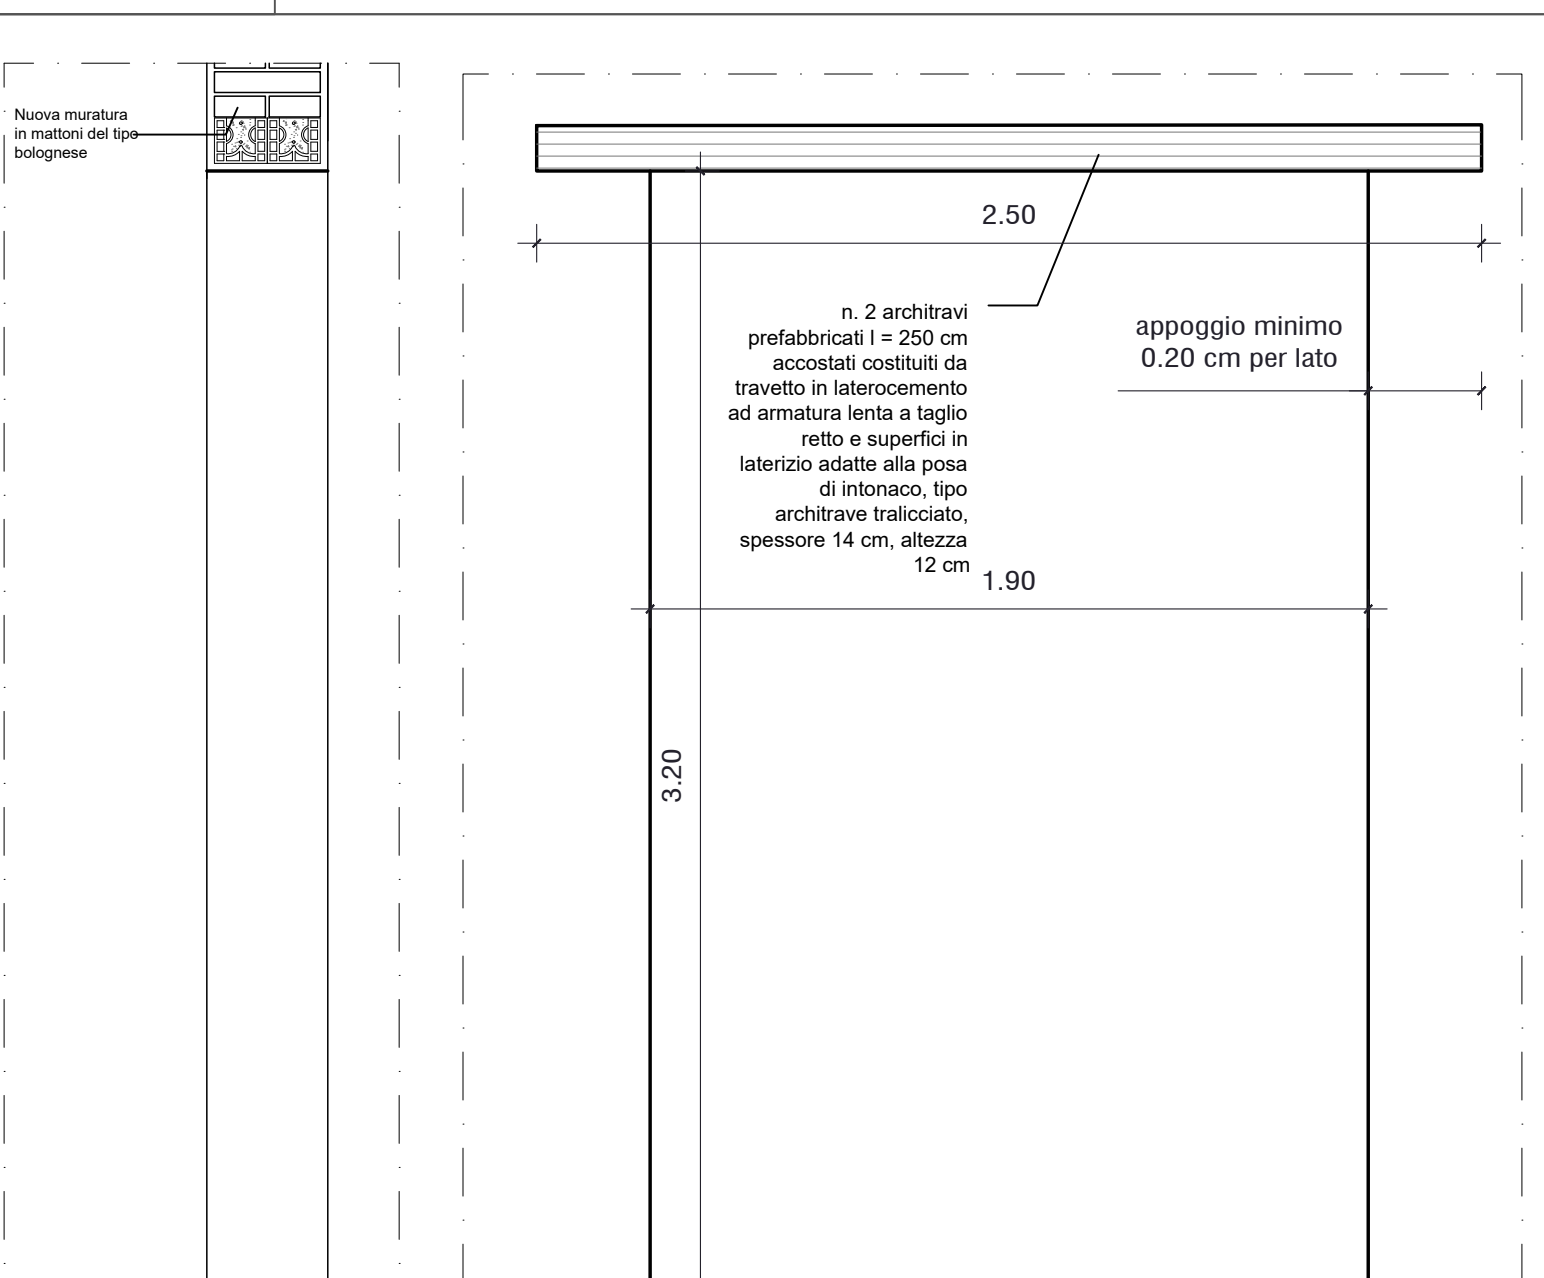 Nuova muratura
in mattoni del tipo
bolognese
2.50
n. 2 architravi
prefabbricati l = 250 cm
accostati costituiti da
travetto in laterocemento
ad armatura lenta a taglio
retto e superfici in
laterizio adatte alla posa
di intonaco, tipo
architrave tralicciato,
spessore 14 cm, altezza
12 cm
appoggio minimo
0.20 cm per lato
1.90
3.20